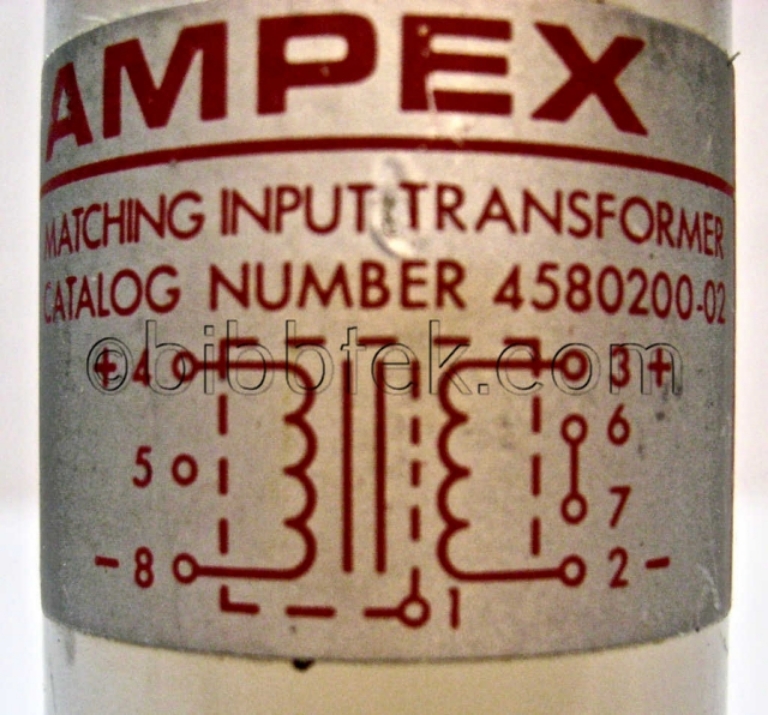 AMPEX
MATCHING INPUT TRANSFORMER
CATALOG NUMBER 4580200-02
©bibbtek.com
+ 4 3 +
6
5
7
- 8 2 -
1